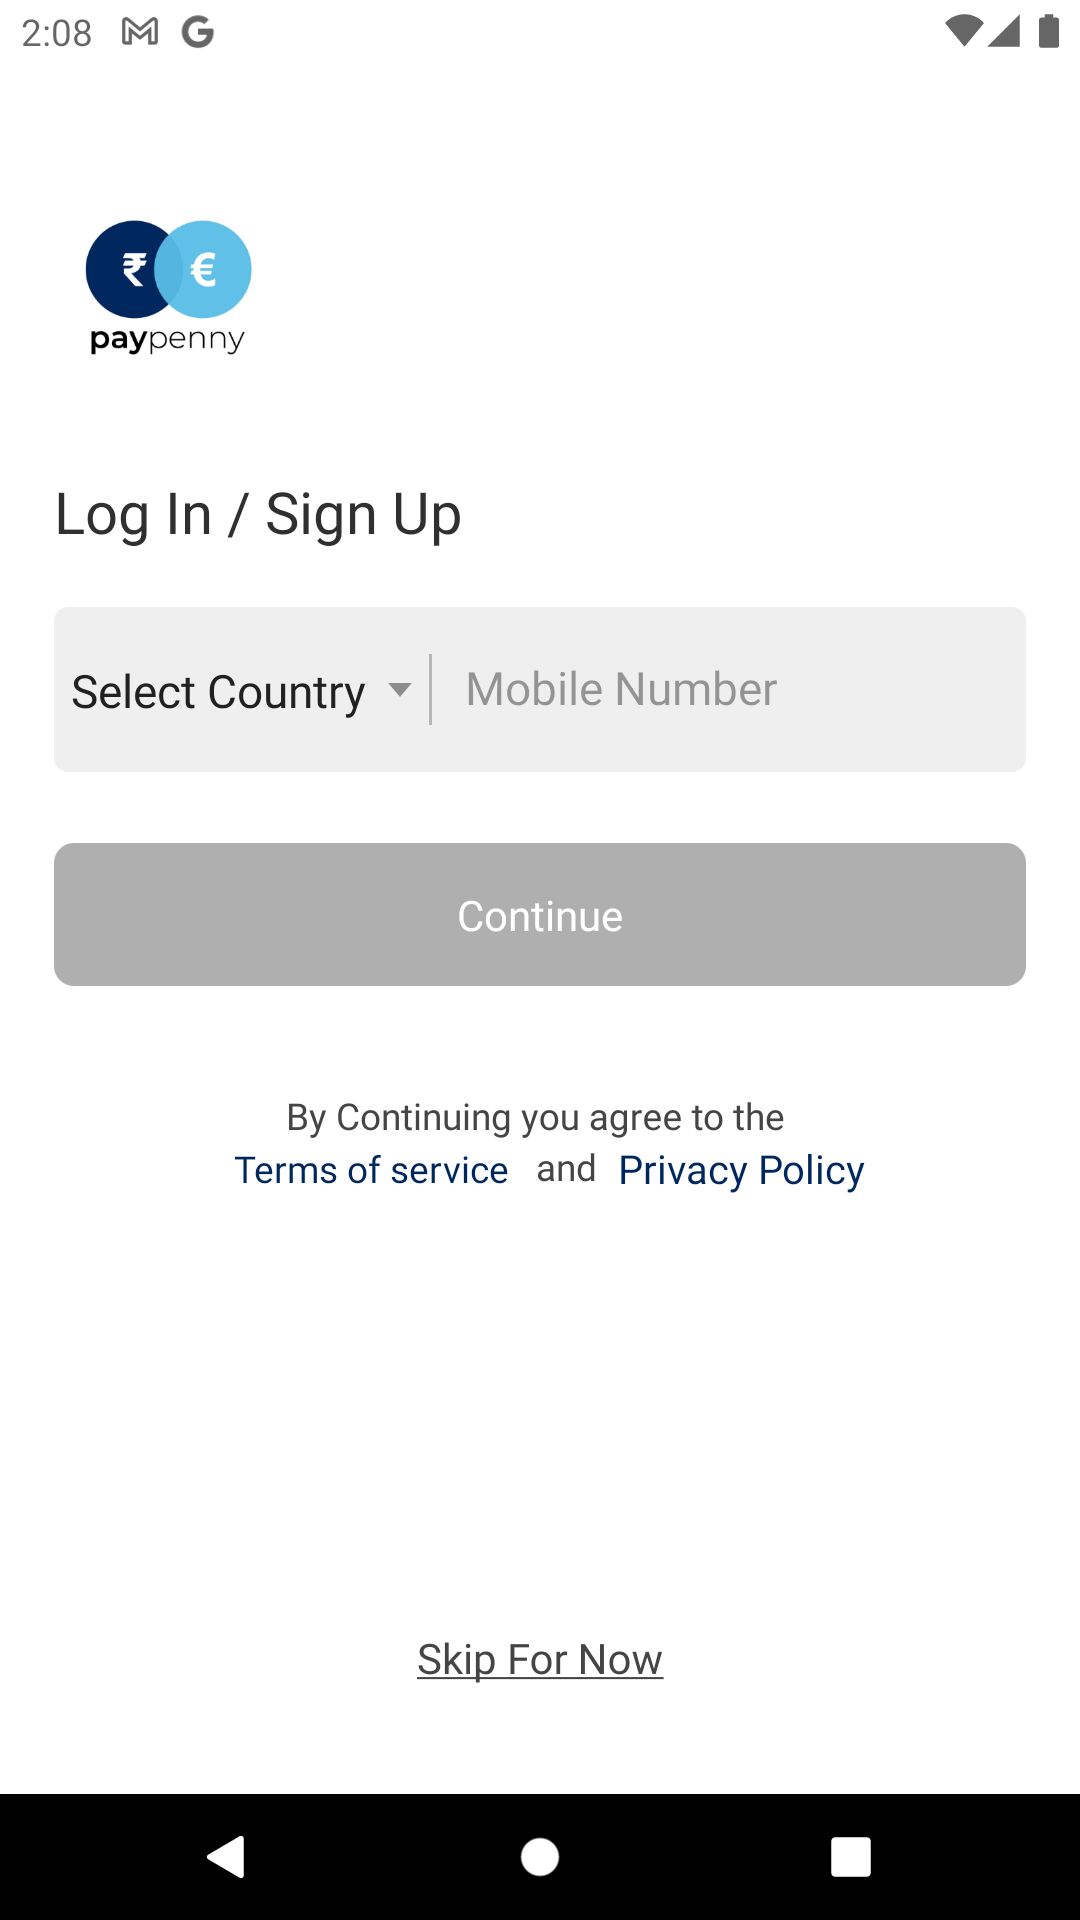 2:08
₹ €
paypenny
Log In / Sign Up
Select Country Mobile Number
Continue
By Continuing you agree to the
Terms of service and Privacy Policy
Skip For Now